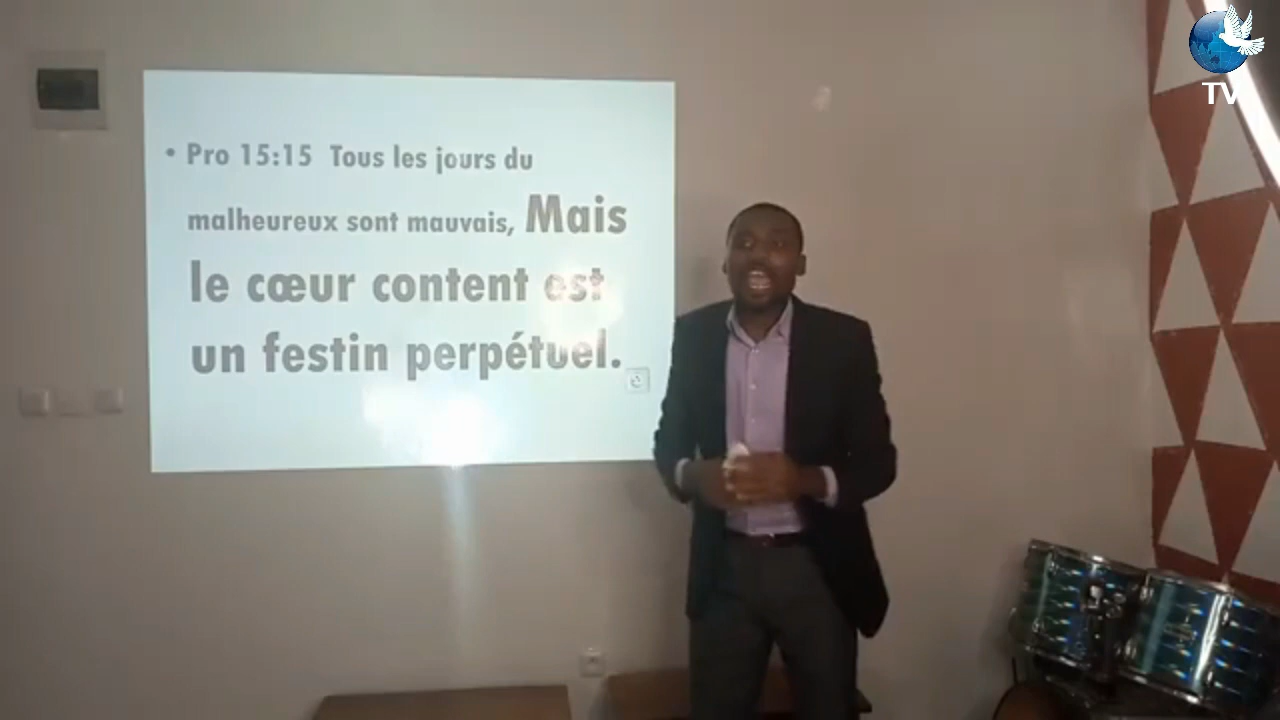 • Pro 15:15 Tous les jours du
malheureux sont mauvais, Mais
le cœur content est
un festin perpétuel.
TV